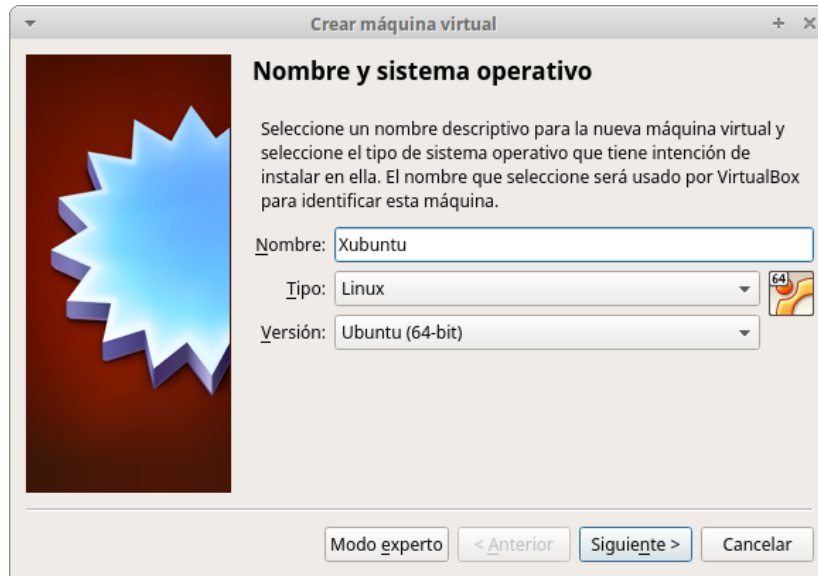 Crear máquina virtual
Nombre y sistema operativo
Seleccione un nombre descriptivo para la nueva máquina virtual y
seleccione el tipo de sistema operativo que tiene intención de
instalar en ella. El nombre que seleccione será usado por VirtualBox
para identificar esta máquina.
Nombre: Xubuntu
Tipo: Linux
64
Versión: Ubuntu (64-bit)
Modo experto < Anterior Siguiente > Cancelar